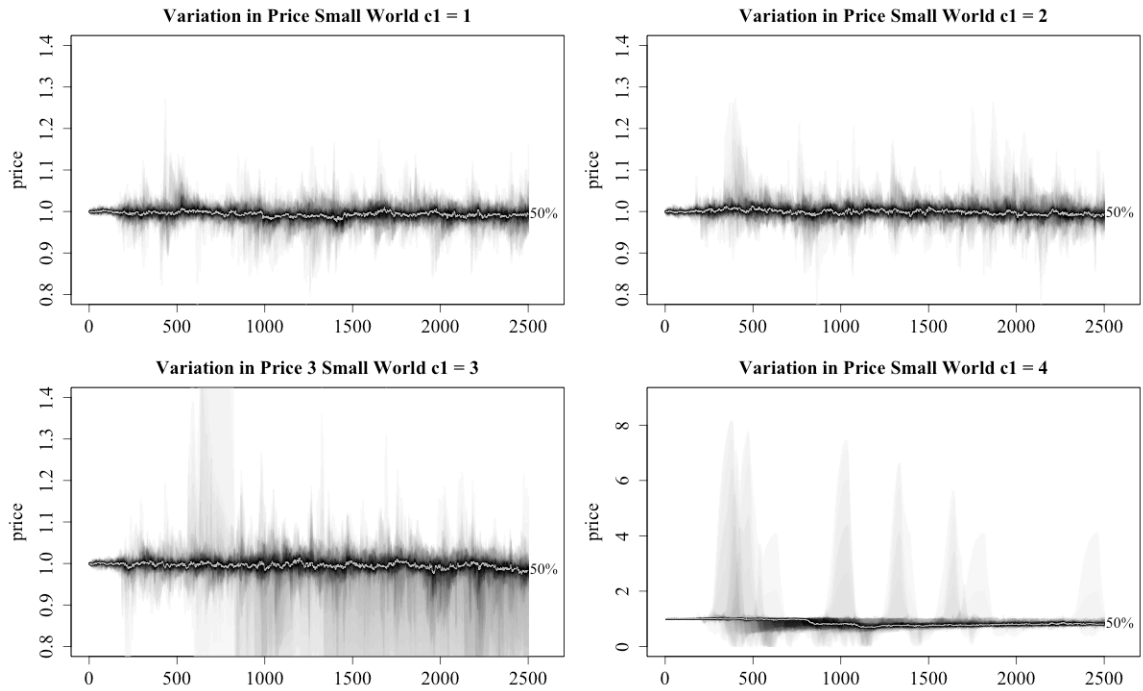 Variation in Price Small World c1 = 1
price
1.4
1.3
1.2
1.1
1.0
0.9
0.8
50%
0 500 1000 1500 2000 2500
Variation in Price Small World c1 = 2
price
1.4
1.3
1.2
1.1
1.0
0.9
0.8
50%
0 500 1000 1500 2000 2500
Variation in Price 3 Small World c1 = 3
price
1.4
1.3
1.2
1.1
1.0
0.9
0.8
50%
0 500 1000 1500 2000 2500
Variation in Price Small World c1 = 4
price
8
6
4
2
0
50%
0 500 1000 1500 2000 2500